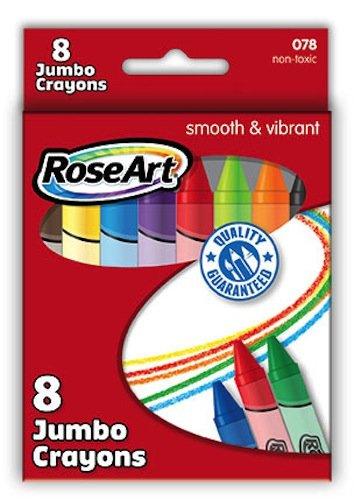 8
Jumbo
Crayons
078
non-toxic
smooth & vibrant
RoseArt
QUALITY
GUARANTEED
8
Jumbo
Crayons